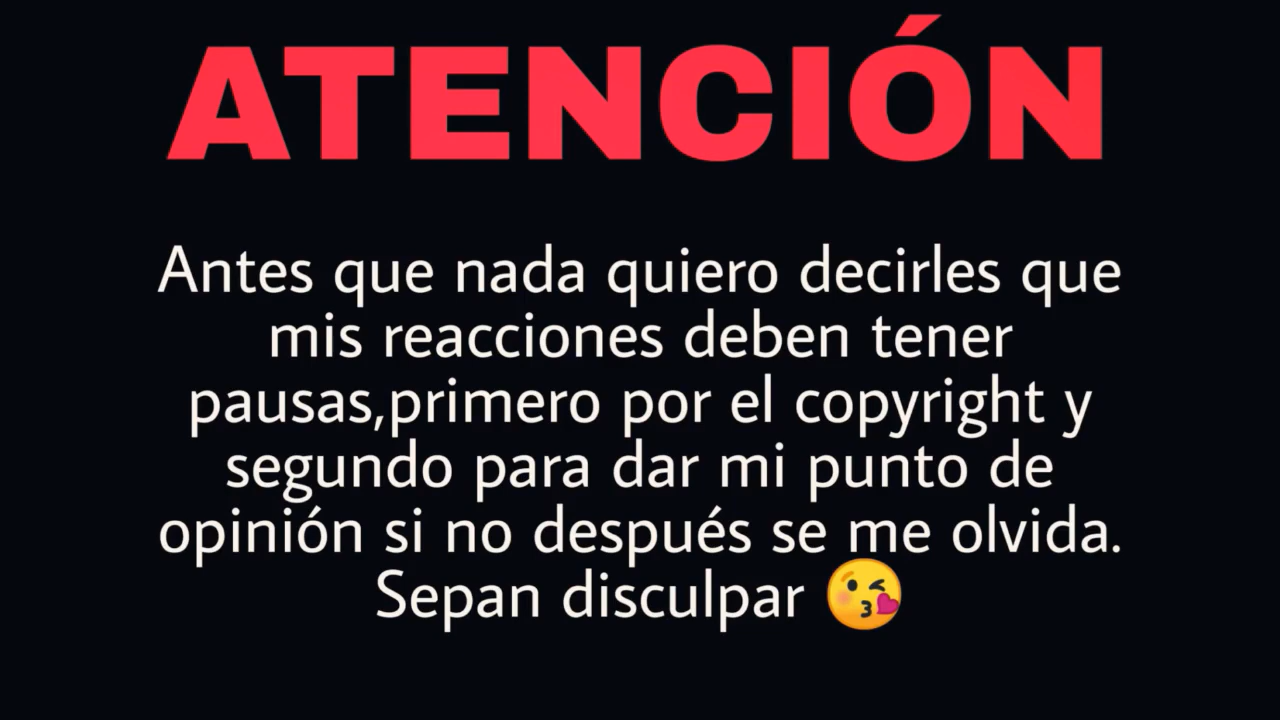 ATENCIÓN
Antes que nada quiero decirles que
mis reacciones deben tener
pausas,primero por el copyright y
segundo para dar mi punto de
opinión si no después se me olvida.
Sepan disculpar 😘